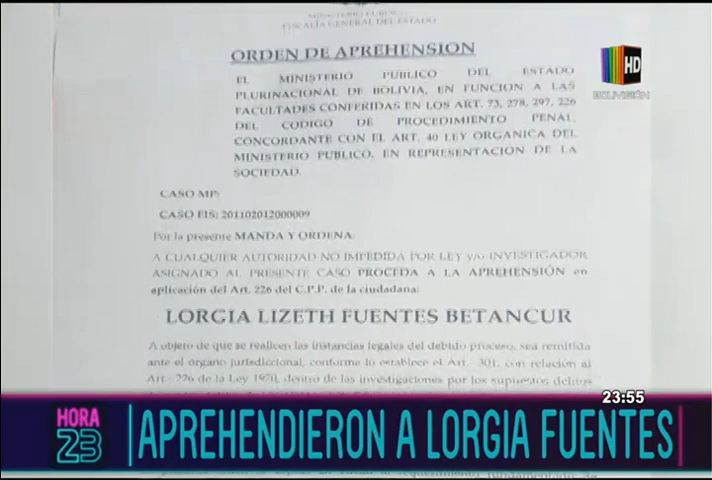 MINISTERIO PUBLICO
FISCALIA GENERAL DEL ESTADO
ORDEN DE APREHENSION
EL MINISTERIO PUBLICO DEL ESTADO
PLURINACIONAL DE BOLIVIA, EN FUNCION A LAS
FACULTADES CONFERIDAS EN LOS ART. 73, 278, 297, 226
DEL CODIGO DE PROCEDIMIENTO PENAL,
CONCORDANTE CON EL ART. 40 LEY ORGANICA DEL
MINISTERIO PUBLICO, EN REPRESENTACION DE LA
SOCIEDAD.
HD
BOLIVISIÓN
CASO MP:
CASO FIS: 201102012000009
Por la presente MANDA Y ORDENA:
A CUALQUIER AUTORIDAD NO IMPEDIDA POR LEY y/o INVESTIGADOR
ASIGNADO AL PRESENTE CASO PROCEDA A LA APREHENSIÓN en
aplicación del Art. 226 del C.P.P. de la ciudadana:
LORGIA LIZETH FUENTES BETANCUR
A objeto de que se realicen las instancias legales del debido proceso, sea remitida
ante el órgano jurisdiccional, conforme lo establece el Art.- 301, con relación al
Art.- 226 de la Ley 1970, dentro de las investigaciones por los supuestos delitos
23:55
HORA
23
APREHENDIERON A LORGIA FUENTES